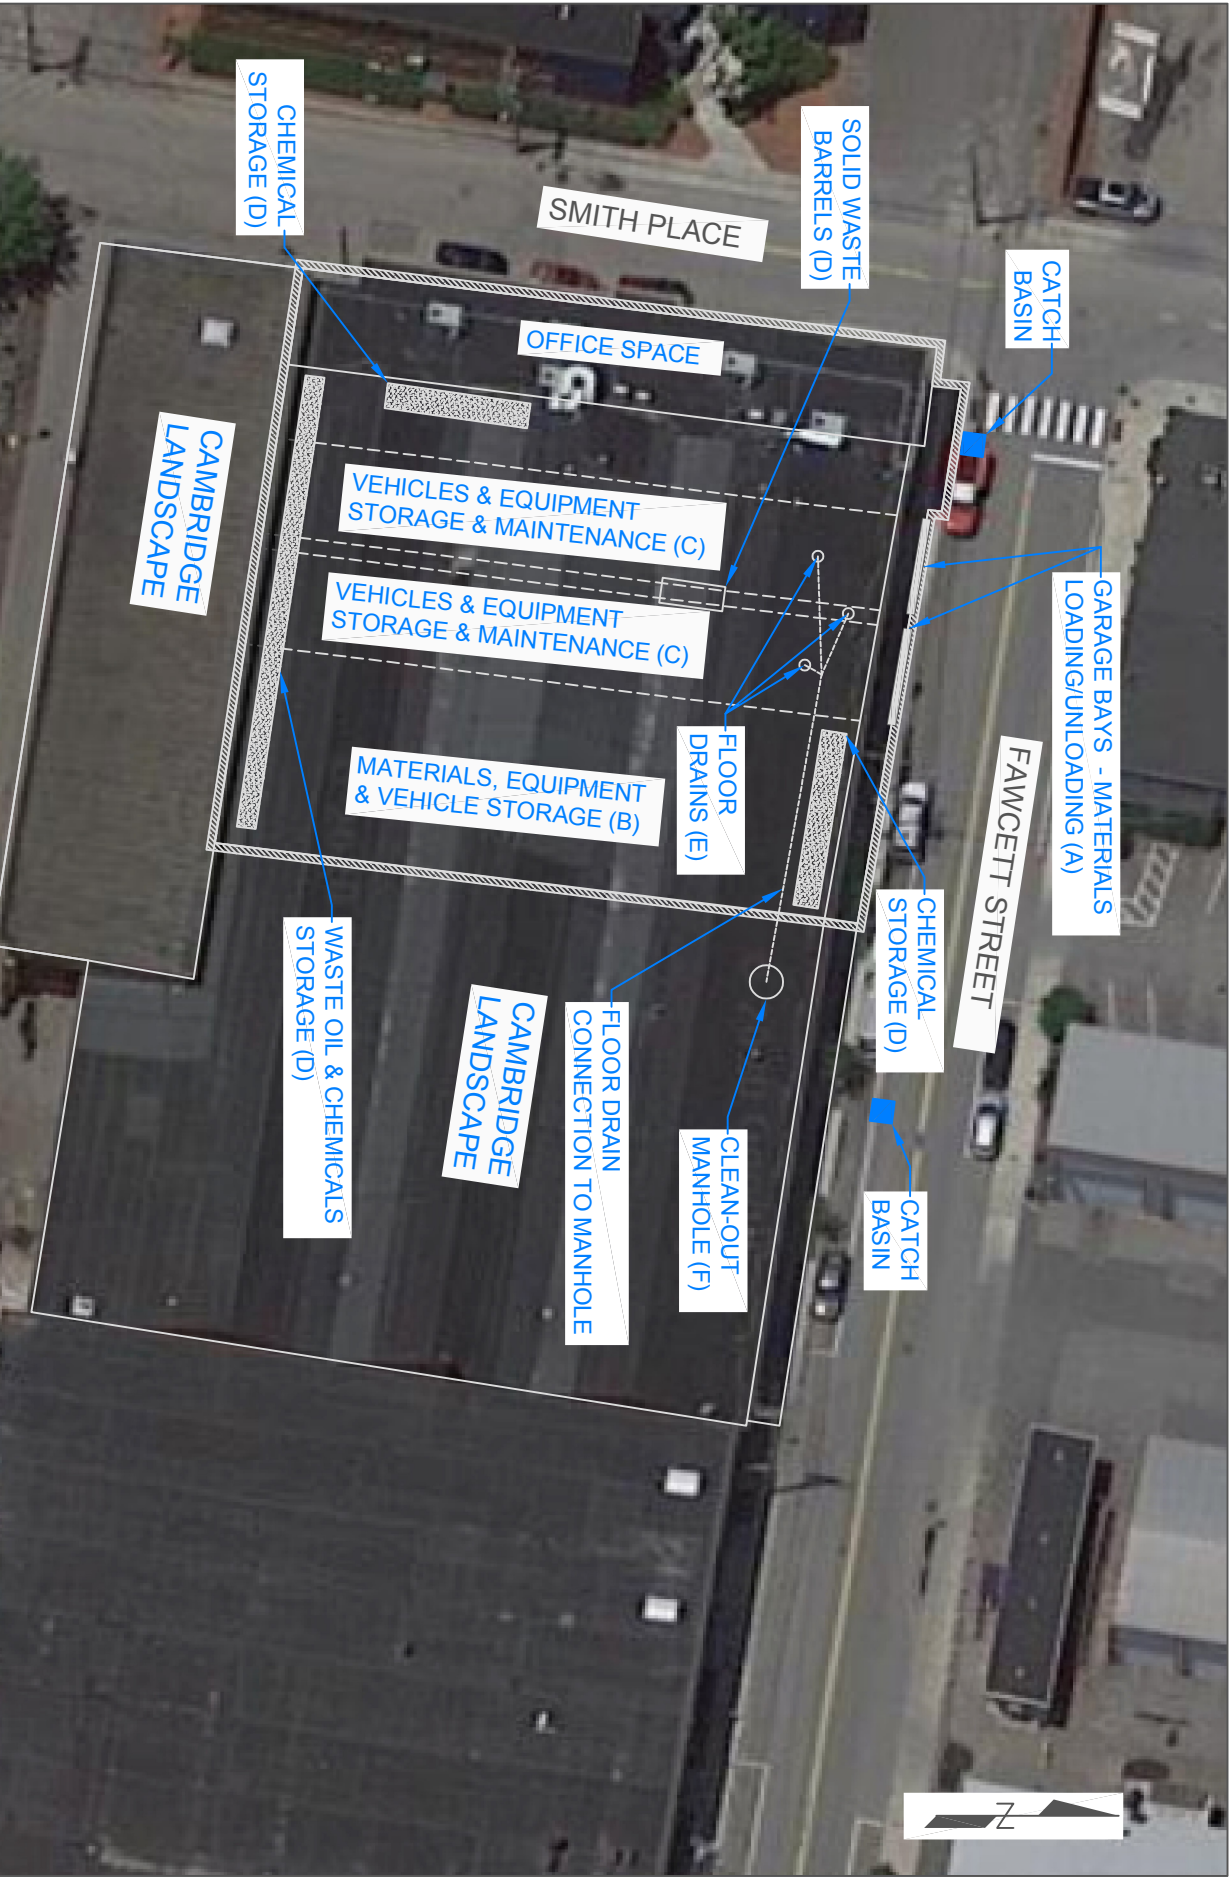 CHEMICAL
STORAGE (D)
SMITH PLACE
SOLID WASTE
BARRELS (D)
CATCH
BASIN
OFFICE SPACE
CAMBRIDGE
LANDSCAPE
VEHICLES & EQUIPMENT
STORAGE & MAINTENANCE (C)
VEHICLES & EQUIPMENT
STORAGE & MAINTENANCE (C)
MATERIALS, EQUIPMENT
& VEHICLE STORAGE (B)
FLOOR
DRAINS (E)
GARAGE BAYS - MATERIALS
LOADING/UNLOADING (A)
FAWCETT STREET
CHEMICAL
STORAGE (D)
WASTE OIL & CHEMICALS
STORAGE (D)
CAMBRIDGE
LANDSCAPE
FLOOR DRAIN
CONNECTION TO MANHOLE
CLEAN-OUT
MANHOLE (F)
CATCH
BASIN
N